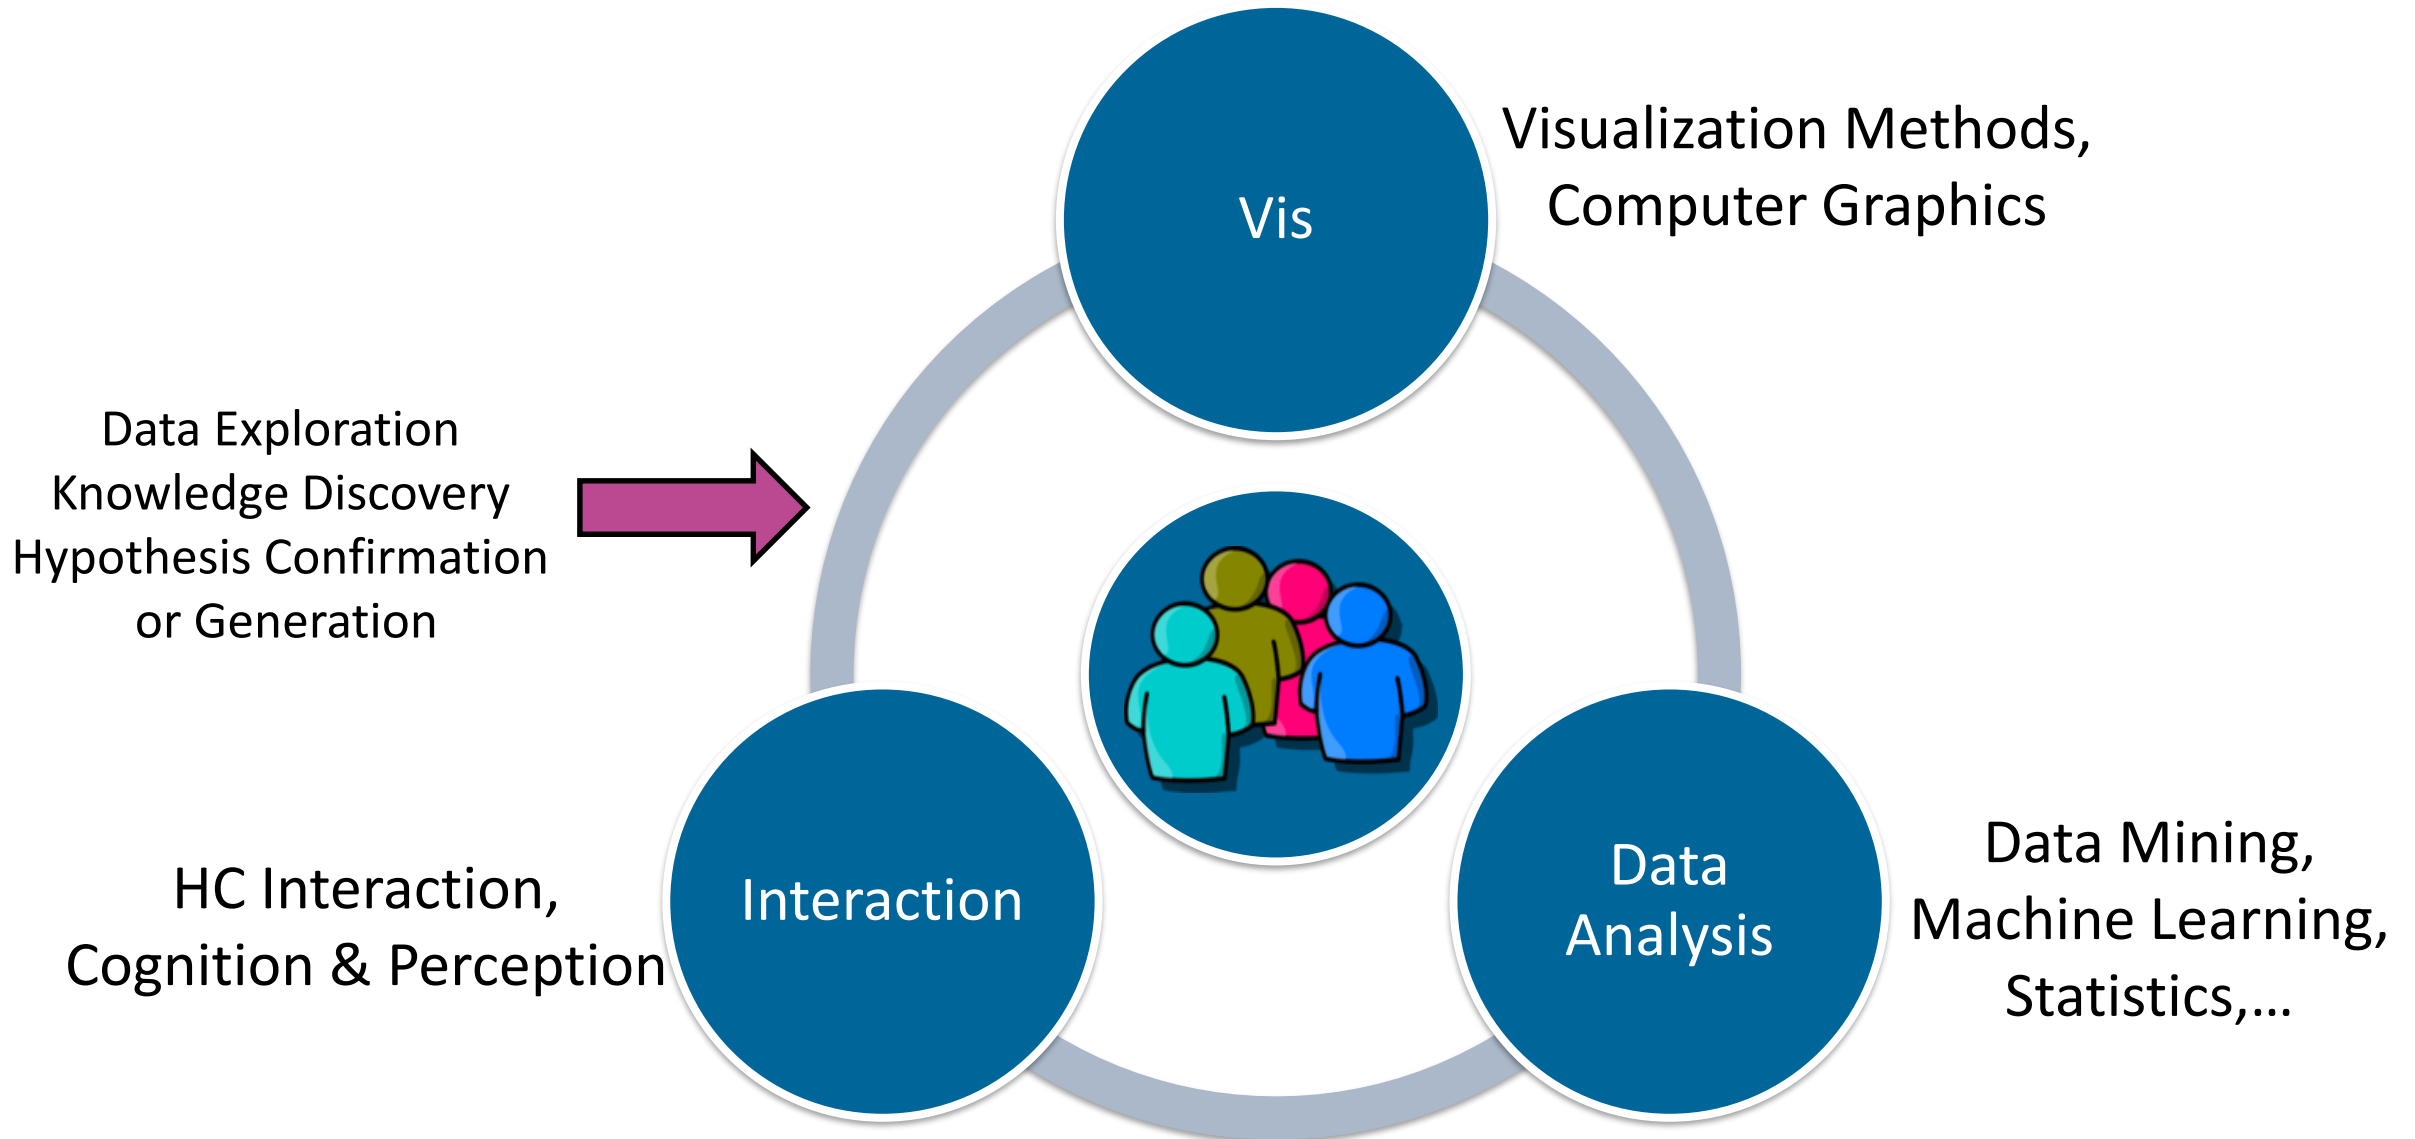 Vis
Visualization Methods,
Computer Graphics
Data Exploration
Knowledge Discovery
Hypothesis Confirmation
or Generation
HC Interaction,
Cognition & Perception
Interaction
Data
Analysis
Data Mining,
Machine Learning,
Statistics,...